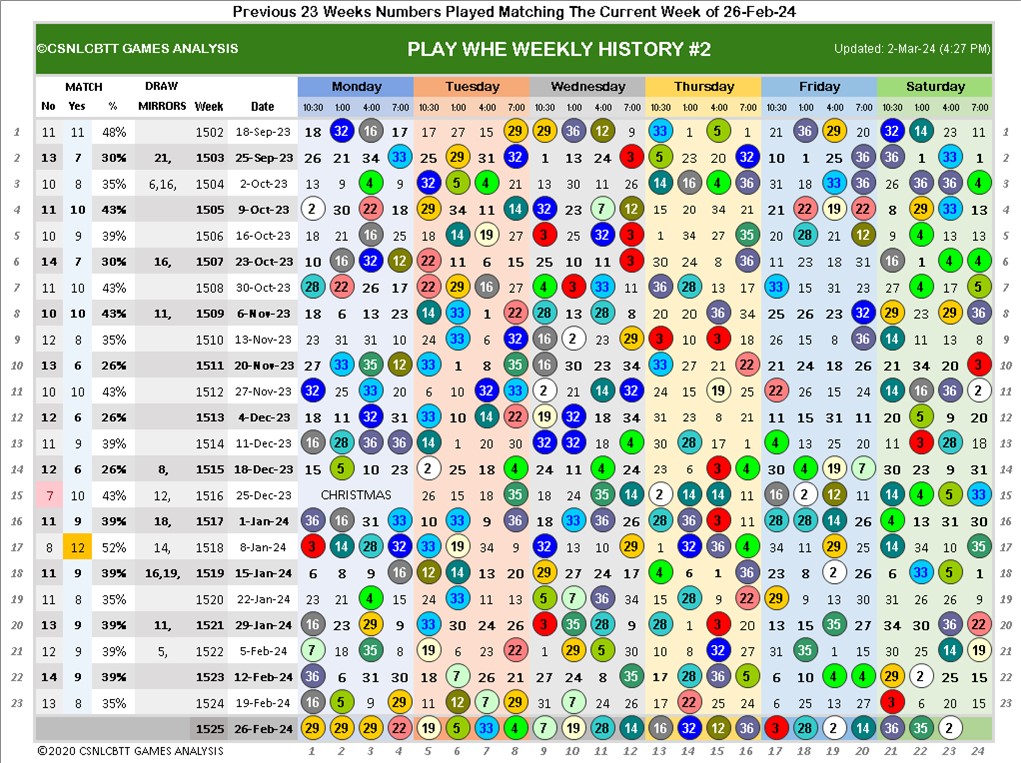 Previous 23 Weeks Numbers Played Matching The Current Week of 26-Feb-24
©CSNLCBTT GAMES ANALYSIS PLAY WHE WEEKLY HISTORY #2 Updated: 2-Mar-24 (4:27 PM)
MATCH DRAW Monday Tuesday Wednesday Thursday Friday Saturday
No Yes % MIRRORS Week Date 10:30 1:00 4:00 7:00 10:30 1:00 4:00 7:00 10:30 1:00 4:00 7:00 10:30 1:00 4:00 7:00 10:30 1:00 4:00 7:00 10:30 1:00 4:00 7:00
1 11 11 48% 1502 18-Sep-23 18 32 16 17 17 27 15 29 29 36 12 9 33 1 5 1 21 36 29 20 32 14 23 11 1
2 13 7 30% 21, 1503 25-Sep-23 26 21 34 33 25 29 31 32 1 13 24 3 5 23 20 32 10 1 25 36 36 1 33 1 2
3 10 8 35% 6,16, 1504 2-Oct-23 13 9 4 9 32 5 4 21 13 30 11 26 14 16 4 36 31 18 33 36 26 36 36 4 3
4 11 10 43% 1505 9-Oct-23 2 30 22 18 29 34 11 14 32 23 7 12 15 20 34 21 21 22 19 22 8 29 33 13 4
5 10 9 39% 1506 16-Oct-23 18 21 16 25 18 14 19 27 3 25 32 3 1 34 27 35 20 28 21 12 9 4 13 13 5
6 14 7 30% 16, 1507 23-Oct-23 10 16 32 12 22 11 6 15 25 10 11 3 30 24 8 36 11 23 18 31 16 1 4 4 6
7 11 10 43% 1508 30-Oct-23 28 22 26 17 22 29 16 27 4 3 33 11 36 28 13 17 33 15 31 23 27 4 17 5 7
8 10 10 43% 11, 1509 6-Nov-23 18 6 13 23 14 33 1 22 28 13 28 8 20 20 36 34 25 26 23 32 29 23 29 36 8
9 12 8 35% 1510 13-Nov-23 23 31 31 10 24 33 6 32 16 2 23 29 3 10 3 18 26 15 8 36 14 11 13 8 9
10 13 6 26% 1511 20-Nov-23 27 33 35 12 33 1 8 35 16 30 23 34 33 27 21 22 21 24 18 26 21 34 20 3 10
11 10 10 43% 1512 27-Nov-23 32 25 33 20 6 10 32 33 2 21 14 32 24 15 19 25 22 26 15 24 14 16 36 2 11
12 12 6 26% 1513 4-Dec-23 18 11 32 31 33 10 14 22 19 32 18 34 31 23 8 21 11 15 31 11 20 5 9 20 12
13 11 9 39% 1514 11-Dec-23 16 28 36 36 14 1 20 30 32 32 18 4 30 28 17 1 4 13 25 20 11 3 28 18 13
14 12 6 26% 8, 1515 18-Dec-23 15 5 10 23 2 25 18 4 24 11 4 24 23 6 3 4 30 4 19 7 30 23 9 31 14
15 7 10 43% 12, 1516 25-Dec-23 CHRISTMAS 26 15 18 35 18 24 35 14 2 14 14 11 16 2 12 11 14 4 5 33 15
16 11 9 39% 18, 1517 1-Jan-24 36 16 31 33 10 33 9 36 18 33 36 26 28 36 3 11 28 28 14 26 4 13 31 30 16
17 8 12 52% 14, 1518 8-Jan-24 3 14 28 32 33 19 34 9 32 13 10 29 1 32 36 4 34 11 29 25 14 34 10 35 17
18 11 9 39% 16,19, 1519 15-Jan-24 6 8 9 16 12 14 13 20 29 27 24 17 4 6 1 36 23 8 2 26 6 33 5 1 18
19 11 8 35% 1520 22-Jan-24 23 21 4 15 24 33 11 13 5 7 36 34 15 28 9 22 29 9 13 30 31 26 26 9 19
20 13 9 39% 11, 1521 29-Jan-24 16 23 29 9 33 30 24 26 3 35 28 9 28 1 3 20 13 15 35 27 34 30 36 22 20
21 12 9 39% 5, 1522 5-Feb-24 7 18 35 8 19 6 23 22 1 29 5 30 10 8 32 27 31 35 1 15 30 25 14 19 21
22 14 9 39% 1523 12-Feb-24 36 6 31 30 18 7 26 21 27 24 8 35 17 28 36 5 6 10 4 4 29 2 25 15 22
23 13 8 35% 1524 19-Feb-24 16 5 9 29 11 12 7 29 30 7 31 30 17 22 25 24 6 25 13 27 3 6 20 15 23
1525 26-Feb-24 29 29 29 22 19 5 33 4 7 19 28 14 16 32 12 36 3 28 2 14 36 35 2
©2020 CSNLCBTT GAMES ANALYSIS 1 2 3 4 5 6 7 8 9 10 11 12 13 14 15 16 17 18 19 20 21 22 23 24